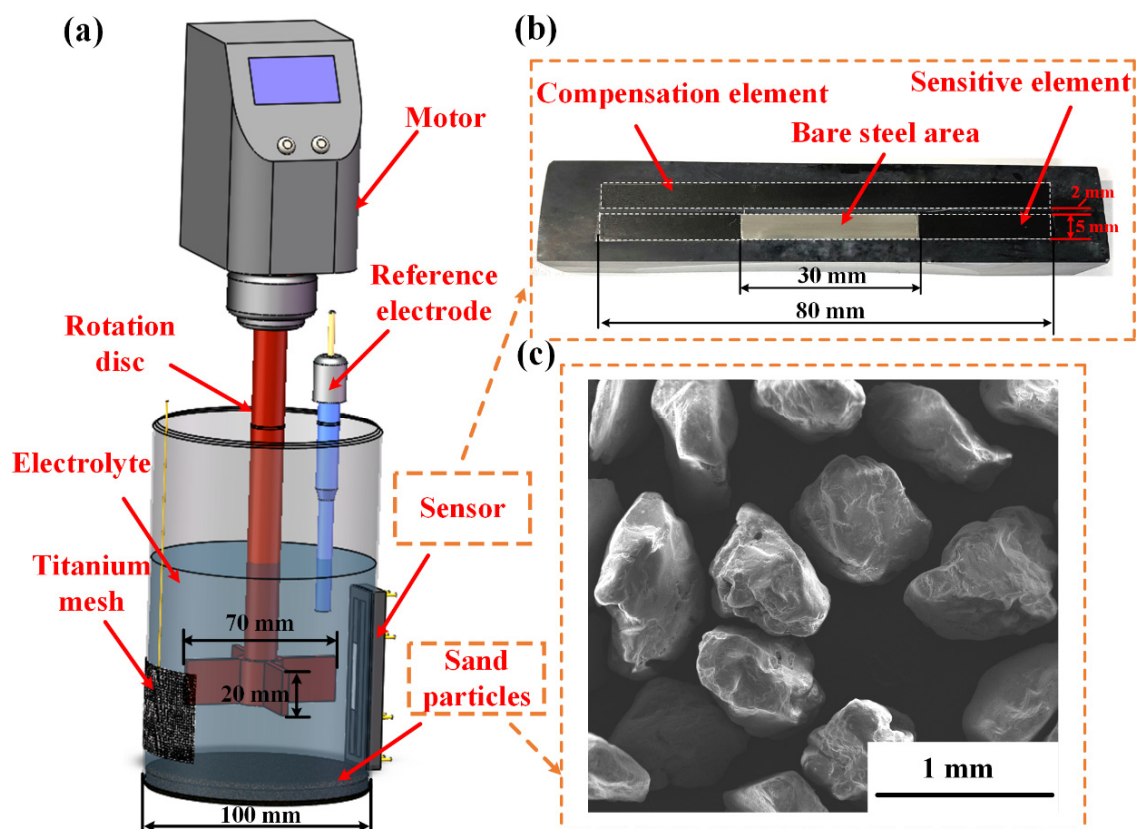 (a)
Motor
Reference
electrode
Rotation
disc
Electrolyte
Titanium
mesh
70 mm
20 mm
100 mm
Sensor
Sand
particles
(b)
Compensation element
Sensitive element
Bare steel area
2 mm
5 mm
30 mm
80 mm
(c)
1 mm